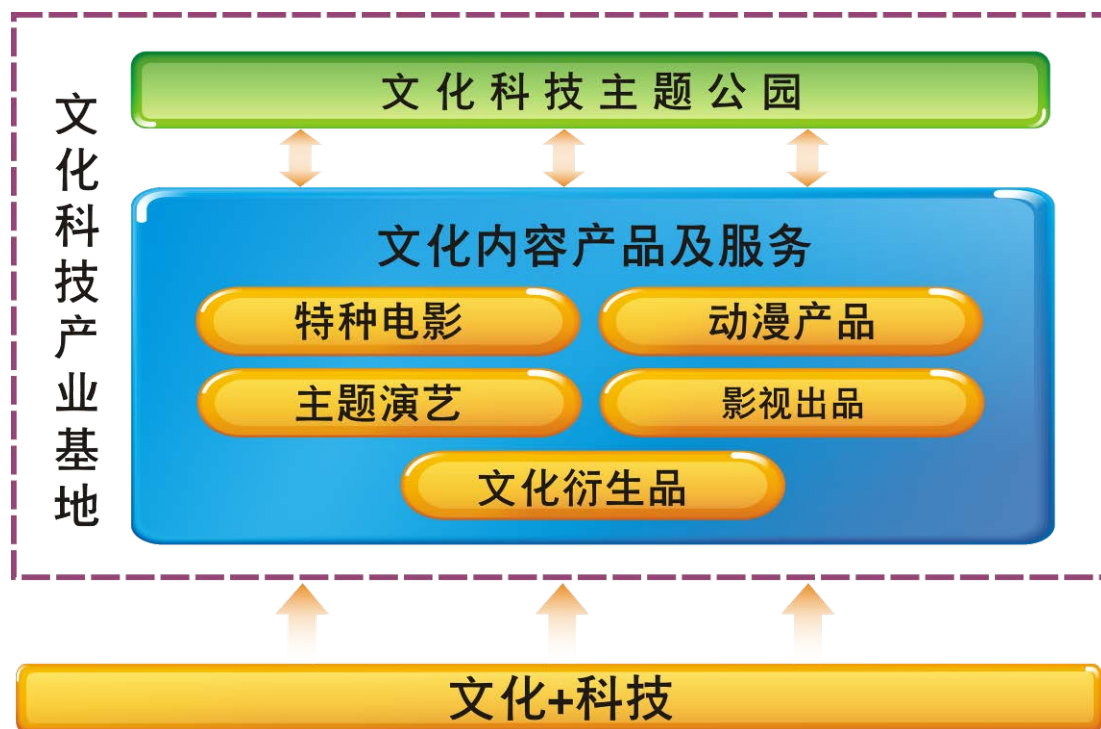 文化科技产业基地
文化科技主题公园
文化内容产品及服务
特种电影
动漫产品
主题演艺
影视出品
文化衍生品
文化+科技